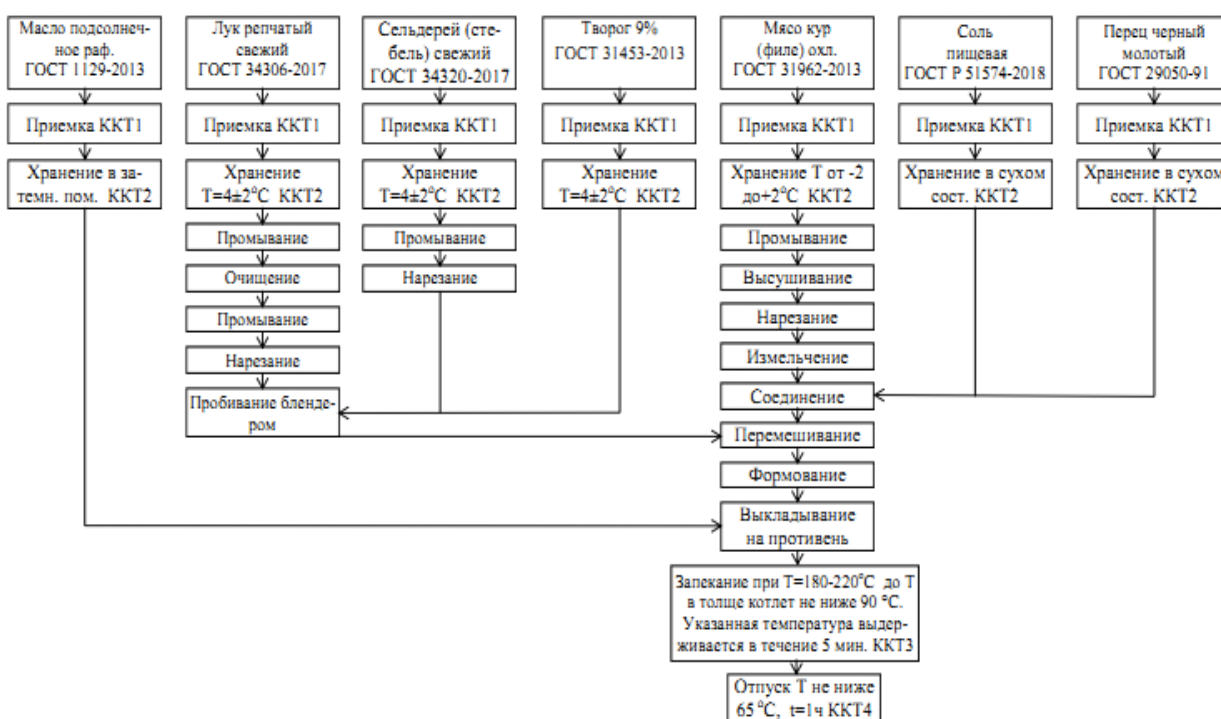 Масло подсолнеч-
ное раф.
ГОСТ 1129-2013
Лук репчатый
свежий
ГОСТ 34306-2017
Сельдерей (сте-
бель) свежий
ГОСТ 34320-2017
Творог 9%
ГОСТ 31453-2013
Мясо кур
(филе) охл.
ГОСТ 31962-2013
Соль
пищевая
ГОСТ Р 51574-2018
Перец черный
молотый
ГОСТ 29050-91
Приемка ККТ1
Приемка ККТ1
Приемка ККТ1
Приемка ККТ1
Приемка ККТ1
Приемка ККТ1
Приемка ККТ1
Хранение в за-
темн. пом. ККТ2
Хранение
Т=4±2°С ККТ2
Хранение
Т=4±2°С ККТ2
Хранение
Т=4±2°С ККТ2
Хранение Т от -2
до+2°С ККТ2
Хранение в сухом
сост. ККТ2
Хранение в сухом
сост. ККТ2
Промывание
Промывание
Промывание
Очищение
Нарезание
Высушивание
Промывание
Нарезание
Нарезание
Измельчение
Пробивание бленде-
ром
Соединение
Перемешивание
Формование
Выкладывание
на противень
Запекание при Т=180-220°С до Т
в толще котлет не ниже 90 °С.
Указанная температура выдер-
живается в течение 5 мин. ККТ3
Отпуск Т не ниже
65 °С, t=1ч ККТ4